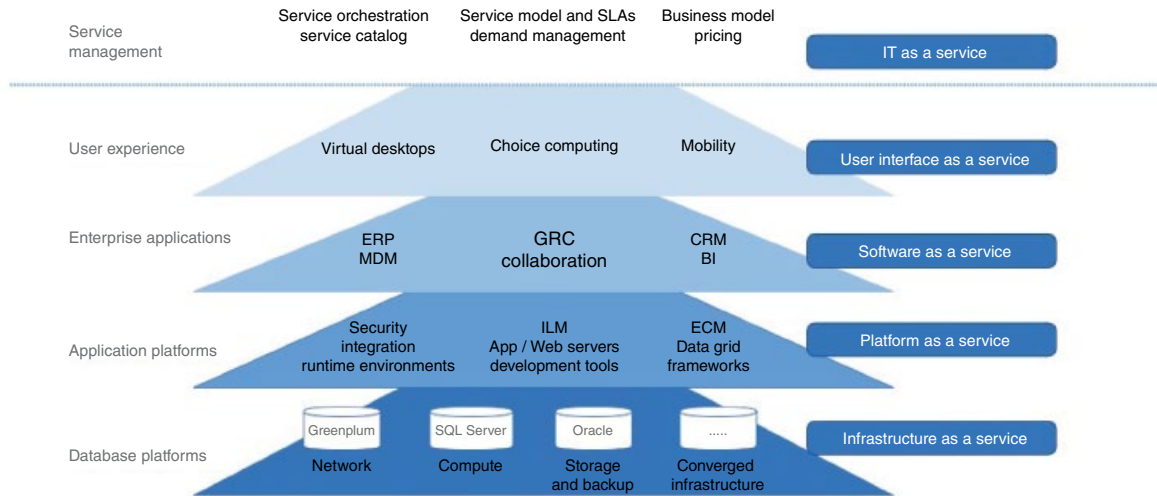 Service orchestration
service catalog
Service model and SLAs
demand management
Business model
pricing
Service
management
IT as a service
User experience
Virtual desktops
Choice computing
Mobility
User interface as a service
Enterprise applications
ERP
MDM
GRC
collaboration
CRM
BI
Software as a service
Application platforms
Security
integration
runtime environments
ILM
App / Web servers
development tools
ECM
Data grid
frameworks
Platform as a service
Database platforms
Greenplum
SQL Server
Oracle
.....
Network
Compute
Storage
and backup
Converged
infrastructure
Infrastructure as a service